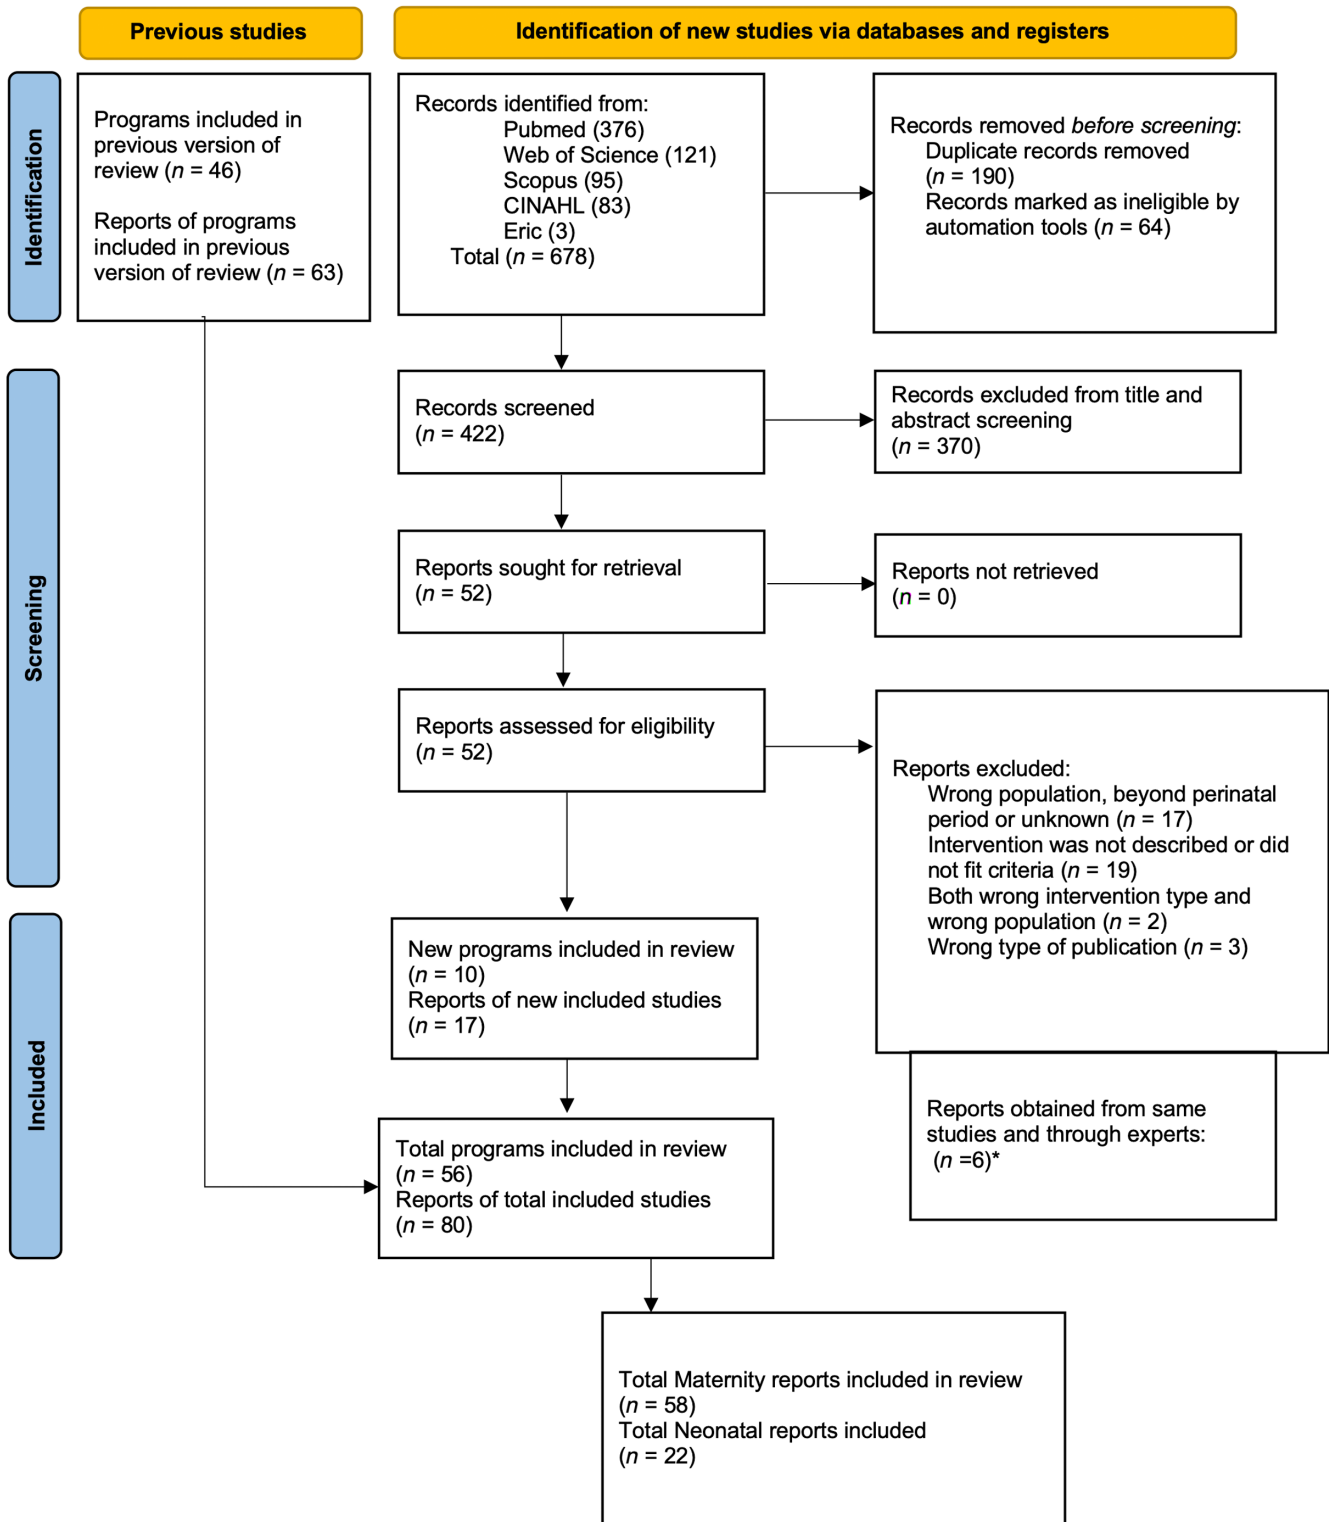 Previous studies
Identification of new studies via databases and registers
Identification
Programs included in
previous version of
review (n = 46)
Reports of programs
included in previous
version of review (n = 63)
Records identified from:
Pubmed (376)
Web of Science (121)
Scopus (95)
CINAHL (83)
Eric (3)
Total (n = 678)
Records removed before screening:
Duplicate records removed
(n = 190)
Records marked as ineligible by
automation tools (n = 64)
Screening
Records screened
(n = 422)
Records excluded from title and
abstract screening
(n = 370)
Reports sought for retrieval
(n = 52)
Reports not retrieved
(n = 0)
Reports assessed for eligibility
(n = 52)
Reports excluded:
Wrong population, beyond perinatal
period or unknown (n = 17)
Intervention was not described or did
not fit criteria (n = 19)
Both wrong intervention type and
wrong population (n = 2)
Wrong type of publication (n = 3)
Included
New programs included in review
(n = 10)
Reports of new included studies
(n = 17)
Reports obtained from same
studies and through experts:
(n =6)*
Total programs included in review
(n = 56)
Reports of total included studies
(n = 80)
Total Maternity reports included in review
(n = 58)
Total Neonatal reports included
(n = 22)